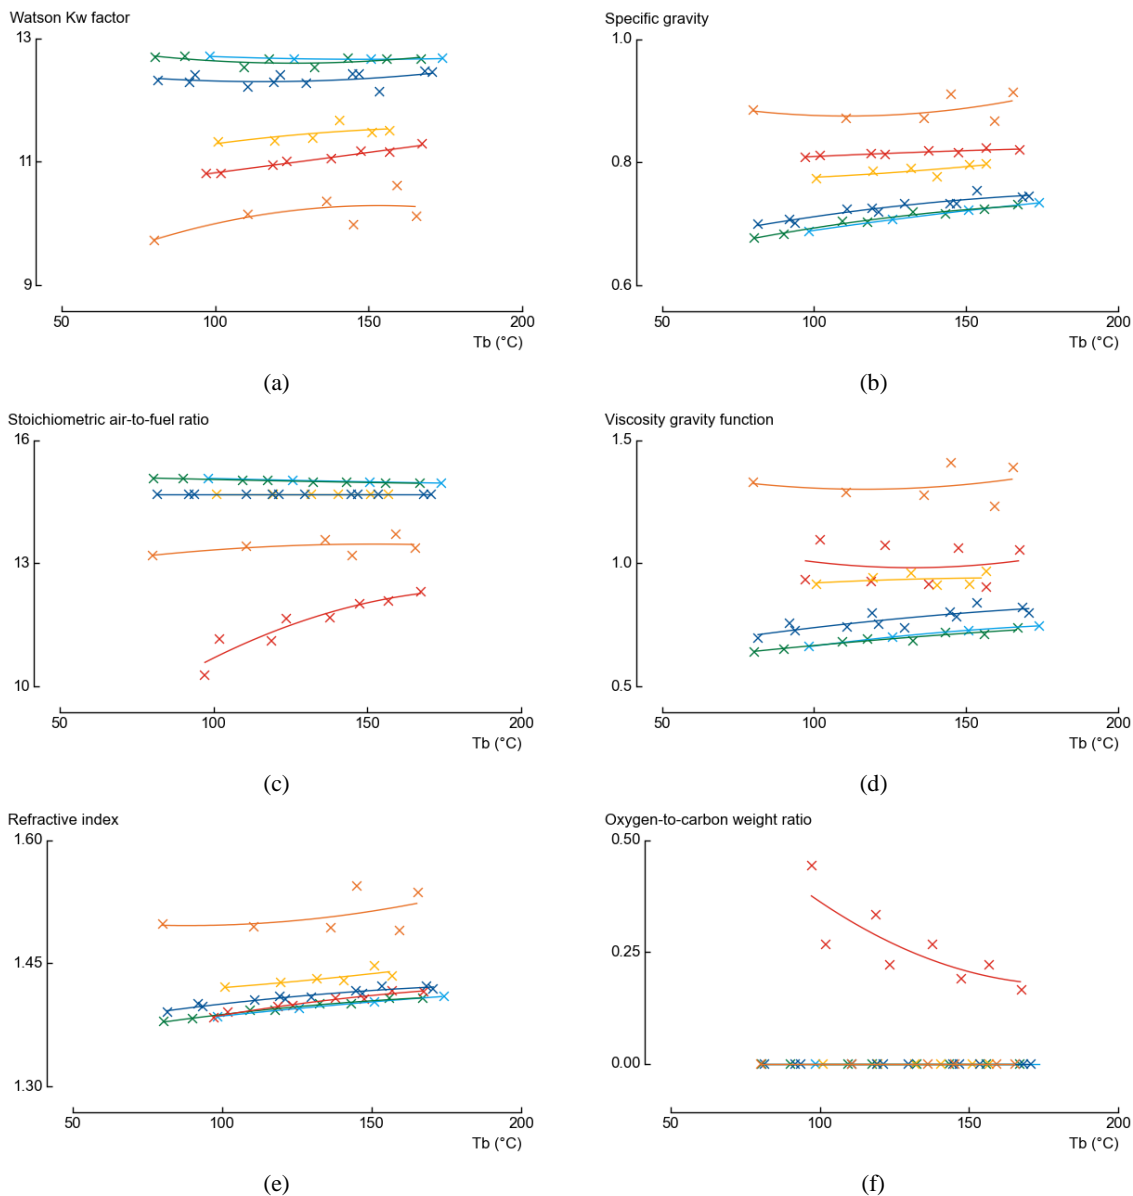 Watson Kw factor
13
11
9
50 100 150 200
Tb (°C)
(a)
Specific gravity
1.0
0.8
0.6
50 100 150 200
Tb (°C)
(b)
Stoichiometric air-to-fuel ratio
16
13
10
50 100 150 200
Tb (°C)
(c)
Viscosity gravity function
1.5
1.0
0.5
50 100 150 200
Tb (°C)
(d)
Refractive index
1.60
1.45
1.30
50 100 150 200
Tb (°C)
(e)
Oxygen-to-carbon weight ratio
0.50
0.25
0.00
50 100 150 200
Tb (°C)
(f)